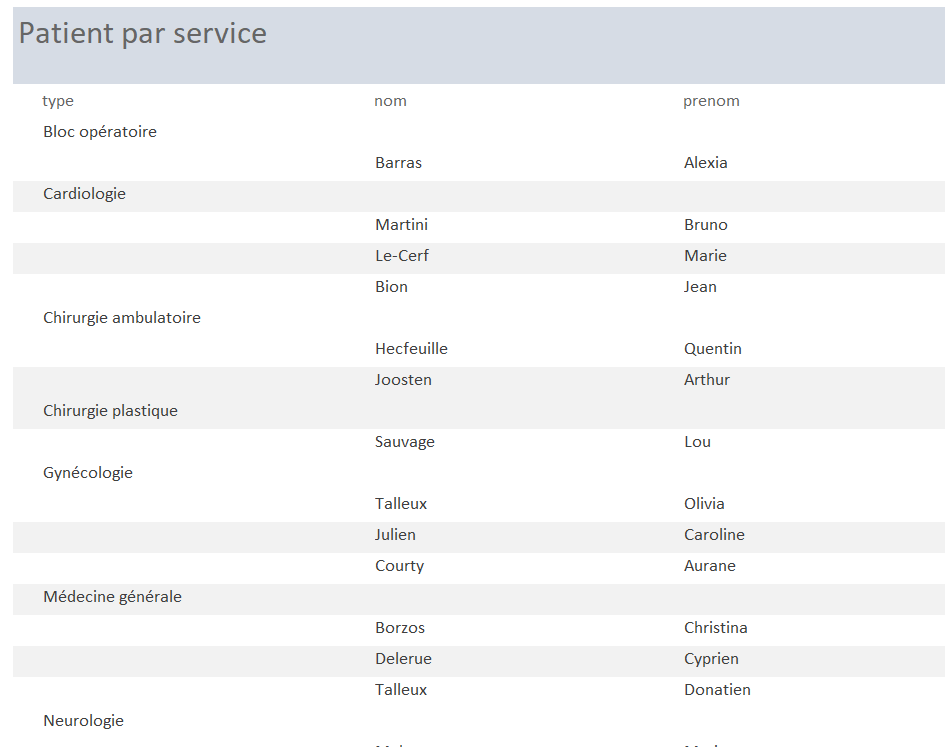 Patient par service
type nom prenom
Bloc opératoire
Barras Alexia
Cardiologie
Martini Bruno
Le-Cerf Marie
Bion Jean
Chirurgie ambulatoire
Hecfeuille Quentin
Joosten Arthur
Chirurgie plastique
Sauvage Lou
Gynécologie
Talleux Olivia
Julien Caroline
Courty Aurane
Médecine générale
Borzos Christina
Delerue Cyprien
Talleux Donatien
Neurologie